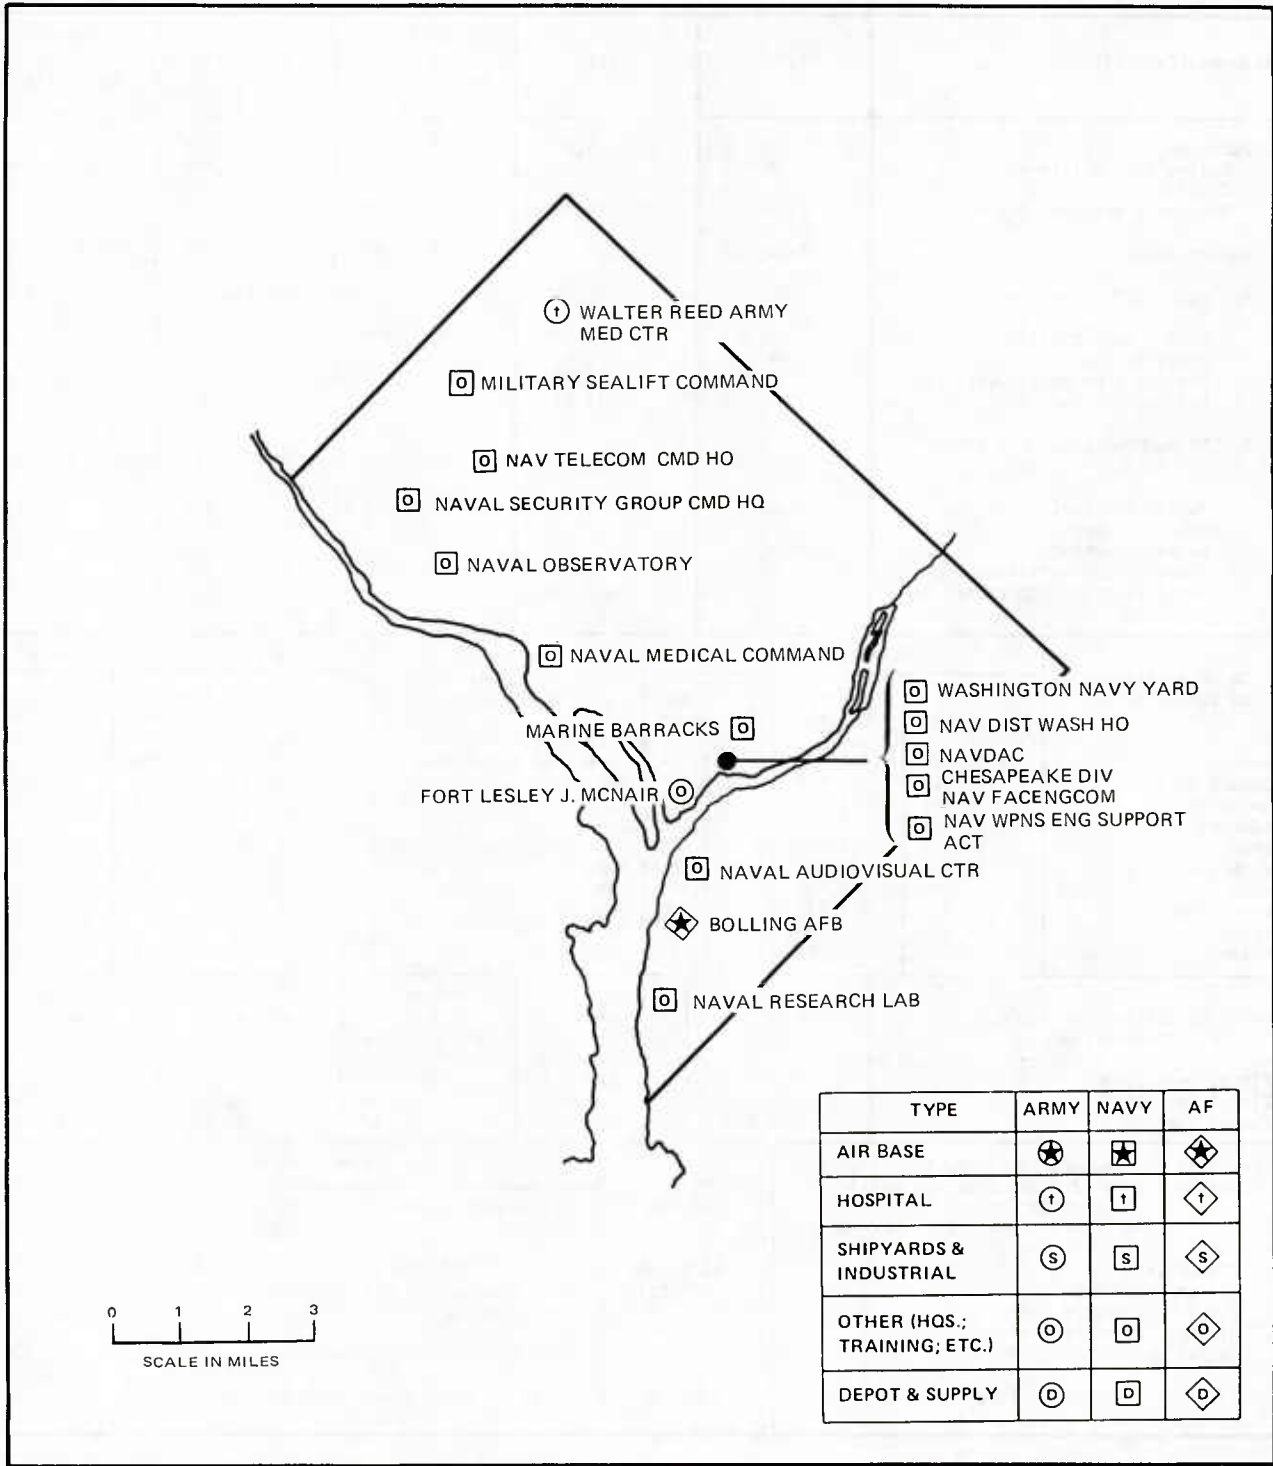 WALTER REED ARMY
MED CTR
MILITARY SEALIFT COMMAND
NAV TELECOM CMD HO
NAVAL SECURITY GROUP CMD HQ
NAVAL OBSERVATORY
NAVAL MEDICAL COMMAND
MARINE BARRACKS
FORT LESLEY J. MCNAIR
WASHINGTON NAVY YARD
NAV DIST WASH HO
NAVDAC
CHESAPEAKE DIV
NAV FACENGCOM
NAV WPNS ENG SUPPORT
ACT
NAVAL AUDIOVISUAL CTR
BOLLING AFB
NAVAL RESEARCH LAB
TYPE ARMY NAVY AF
AIR BASE
HOSPITAL
SHIPYARDS & S S S
INDUSTRIAL
OTHER (HQS.; O O O
TRAINING; ETC.)
DEPOT & SUPPLY D D D
0 1 2 3
SCALE IN MILES